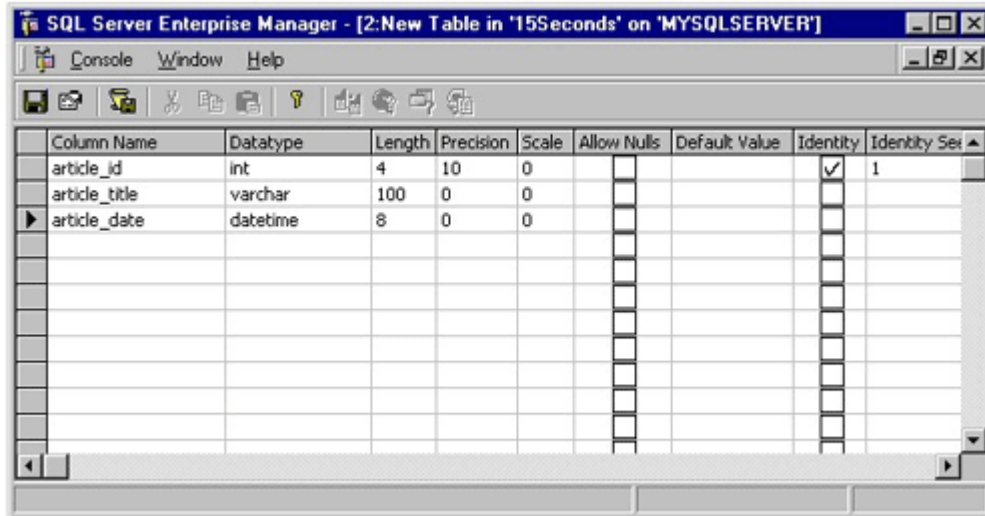 SQL Server Enterprise Manager - [2:New Table in '15Seconds' on 'MYSQLSERVER']
Console Window Help
Column Name Datatype Length Precision Scale Allow Nulls Default Value Identity Identity See
article_id int 4 10 0 1
article_title varchar 100 0 0
article_date datetime 8 0 0